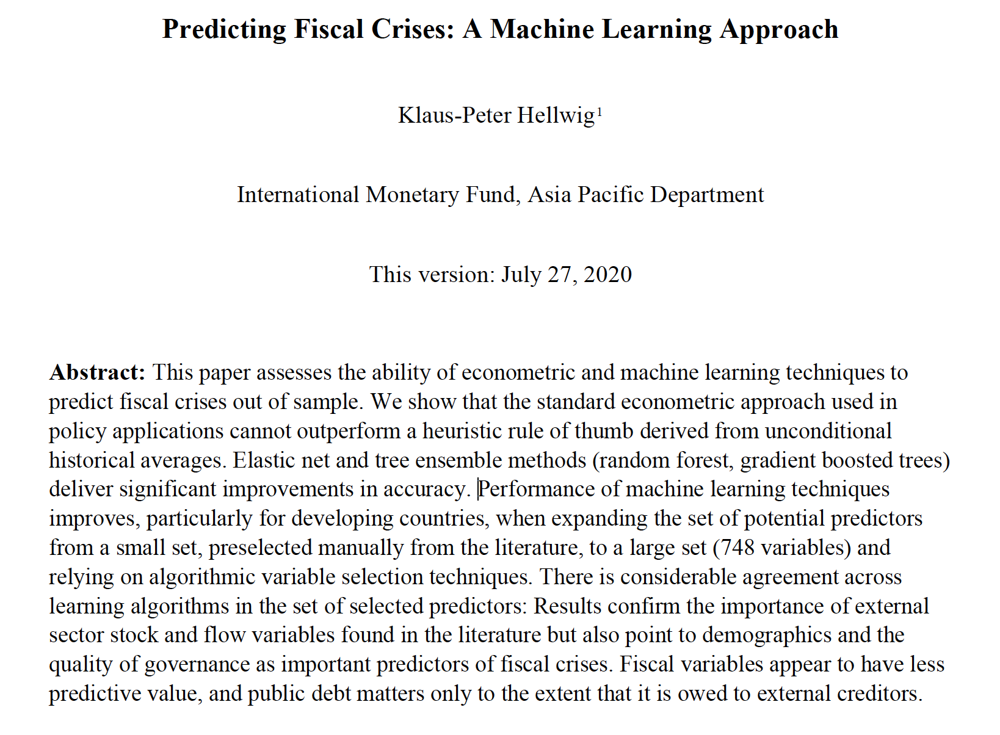 Predicting Fiscal Crises: A Machine Learning Approach
Klaus-Peter Hellwig¹
International Monetary Fund, Asia Pacific Department
This version: July 27, 2020
Abstract: This paper assesses the ability of econometric and machine learning techniques to
predict fiscal crises out of sample. We show that the standard econometric approach used in
policy applications cannot outperform a heuristic rule of thumb derived from unconditional
historical averages. Elastic net and tree ensemble methods (random forest, gradient boosted trees)
deliver significant improvements in accuracy. Performance of machine learning techniques
improves, particularly for developing countries, when expanding the set of potential predictors
from a small set, preselected manually from the literature, to a large set (748 variables) and
relying on algorithmic variable selection techniques. There is considerable agreement across
learning algorithms in the set of selected predictors: Results confirm the importance of external
sector stock and flow variables found in the literature but also point to demographics and the
quality of governance as important predictors of fiscal crises. Fiscal variables appear to have less
predictive value, and public debt matters only to the extent that it is owed to external creditors.